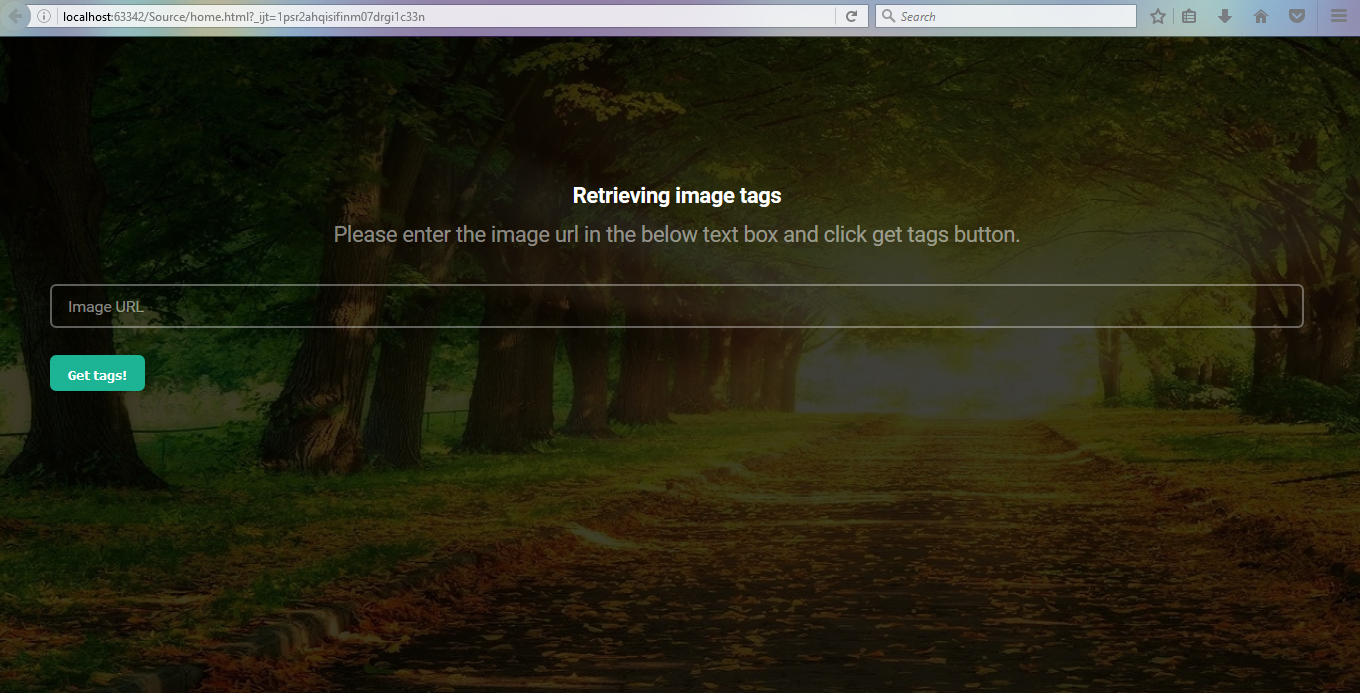 localhost:63342/Source/home.html?_ijt=1psr2ahqisifinm07drgi1c33n
Search
Retrieving image tags
Please enter the image url in the below text box and click get tags button.
Image URL
Get tags!